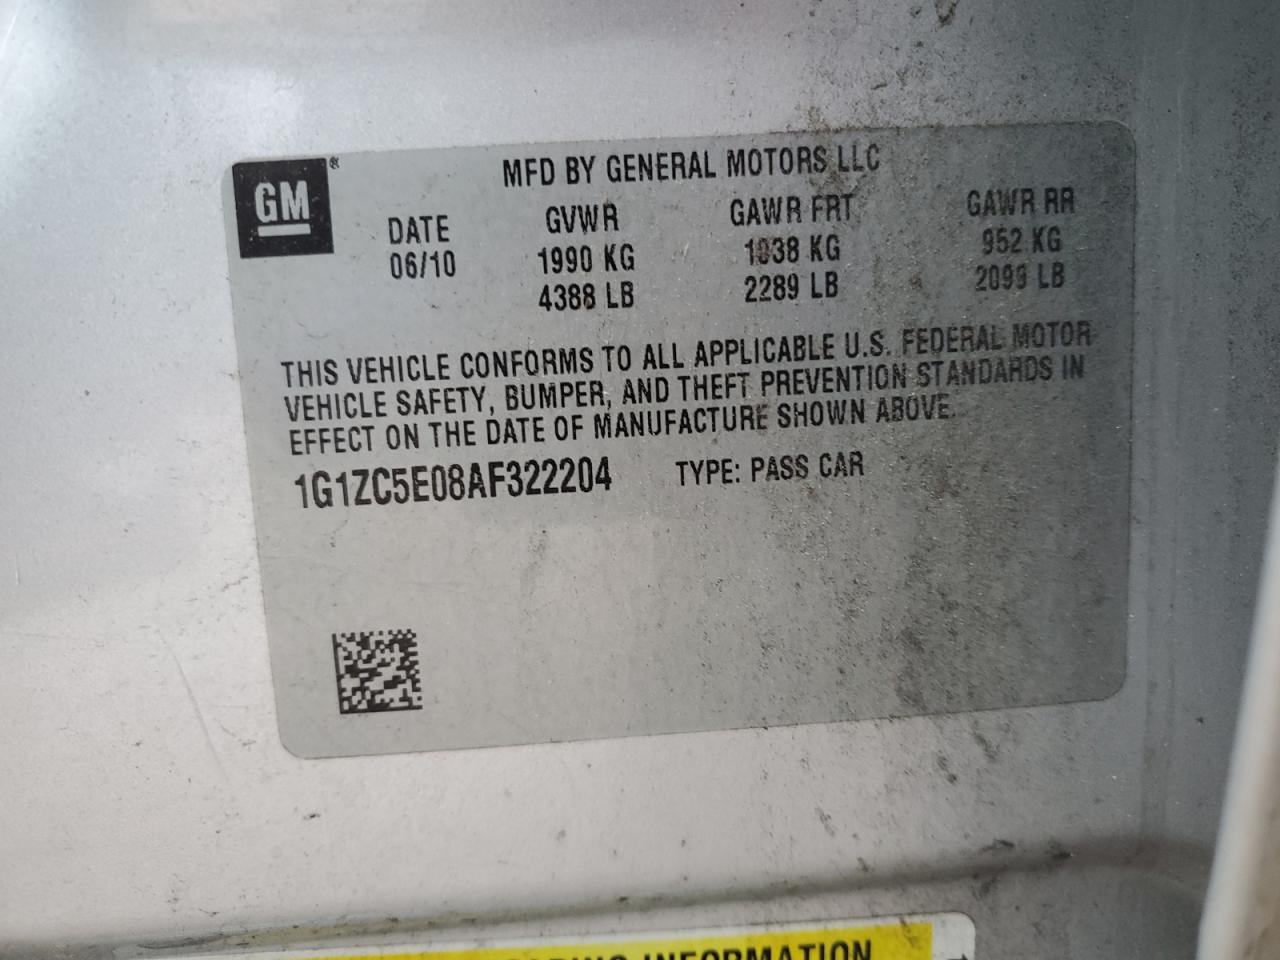 GM®
MFD BY GENERAL MOTORS LLC
DATE GVWR GAWR FRT GAWR RR
06/10 1990 KG 1038 KG 952 KG
4388 LB 2289 LB 2099 LB
THIS VEHICLE CONFORMS TO ALL APPLICABLE U.S. FEDERAL MOTOR
VEHICLE SAFETY, BUMPER, AND THEFT PREVENTION STANDARDS IN
EFFECT ON THE DATE OF MANUFACTURE SHOWN ABOVE.
1G1ZC5E08AF322204 TYPE: PASS CAR
INFORMATION